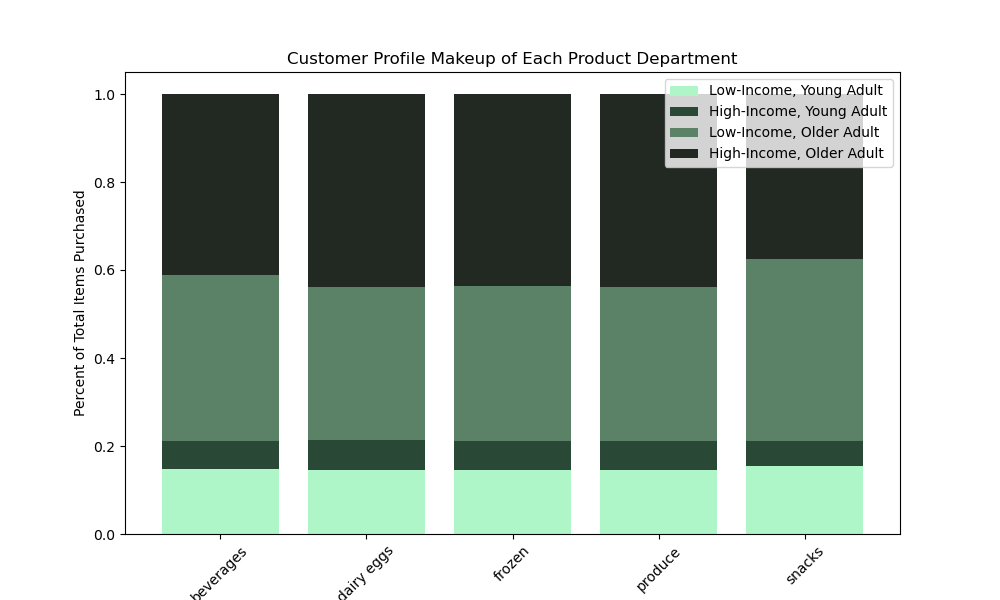 Customer Profile Makeup of Each Product Department
Low-Income, Young Adult
High-Income, Young Adult
Low-Income, Older Adult
High-Income, Older Adult
Percent of Total Items Purchased
1.0
0.8
0.6
0.4
0.2
0.0
beverages
dairy eggs
frozen
produce
snacks